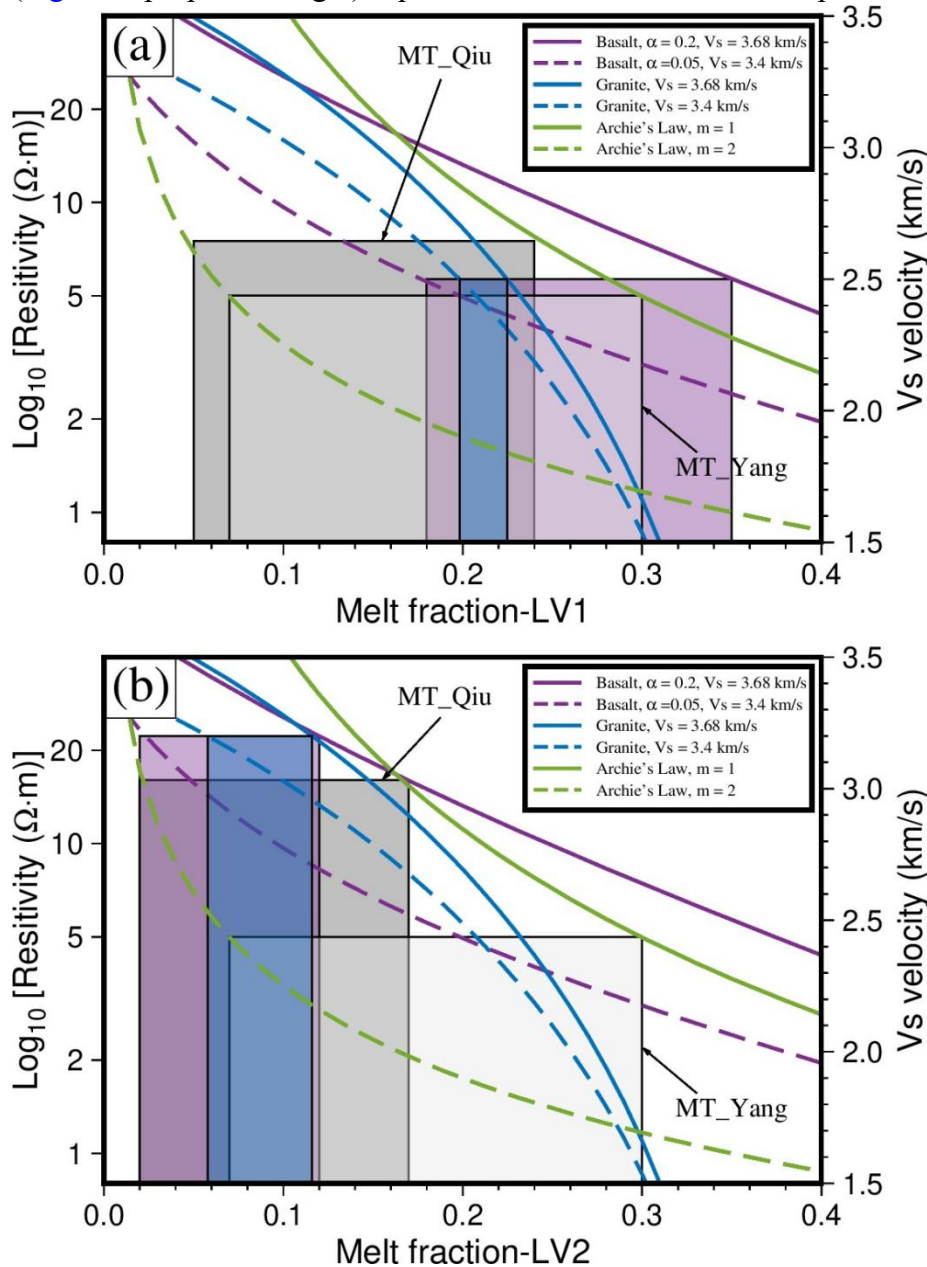 (a)
MT_Qiu
Basalt, α = 0.2, Vs = 3.68 km/s
Basalt, α =0.05, Vs = 3.4 km/s
Granite, Vs = 3.68 km/s
Granite, Vs = 3.4 km/s
Archie's Law, m = 1
Archie's Law, m = 2
MT_Yang
Log₁₀ [Resitivity (Ω·m)]
20
10
5
2
1
Vs velocity (km/s)
3.5
3.0
2.5
2.0
1.5
0.0 0.1 0.2 0.3 0.4
Melt fraction-LV1
(b)
MT_Qiu
Basalt, α = 0.2, Vs = 3.68 km/s
Basalt, α =0.05, Vs = 3.4 km/s
Granite, Vs = 3.68 km/s
Granite, Vs = 3.4 km/s
Archie's Law, m = 1
Archie's Law, m = 2
MT_Yang
Log₁₀ [Resitivity (Ω·m)]
20
10
5
2
1
Vs velocity (km/s)
3.5
3.0
2.5
2.0
1.5
0.0 0.1 0.2 0.3 0.4
Melt fraction-LV2